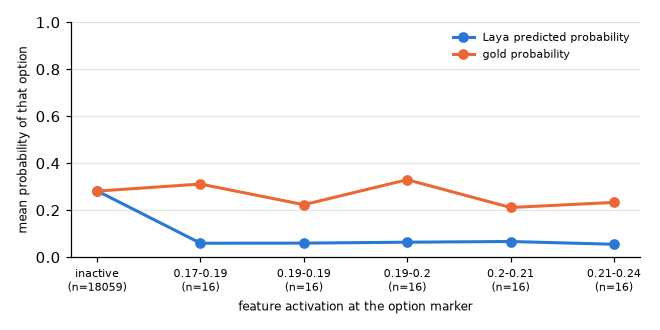 1.0
0.8
0.6
0.4
0.2
0.0
mean probability of that option
Laya predicted probability
gold probability
inactive
(n=18059)
0.17-0.19
(n=16)
0.19-0.19
(n=16)
0.19-0.2
(n=16)
0.2-0.21
(n=16)
0.21-0.24
(n=16)
feature activation at the option marker